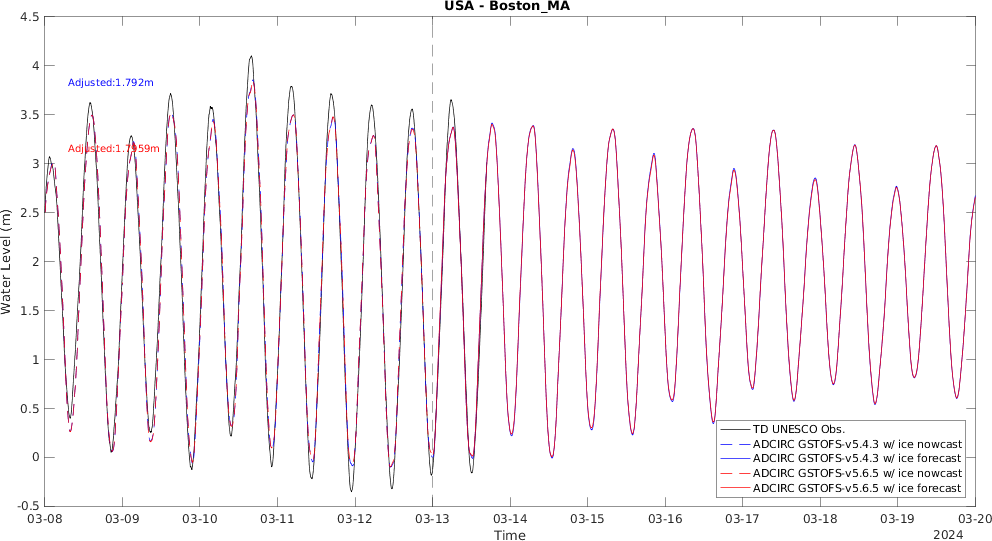 USA - Boston_MA
4.5
4
3.5
3
2.5
2
1.5
1
0.5
0
-0.5
Water Level (m)
Adjusted:1.792m
Adjusted:1.7959m
TD UNESCO Obs.
ADCIRC GSTOFS-v5.4.3 w/ ice nowcast
ADCIRC GSTOFS-v5.4.3 w/ ice forecast
ADCIRC GSTOFS-v5.6.5 w/ ice nowcast
ADCIRC GSTOFS-v5.6.5 w/ ice forecast
03-08 03-09 03-10 03-11 03-12 03-13 03-14 03-15 03-16 03-17 03-18 03-19 03-20
Time
2024